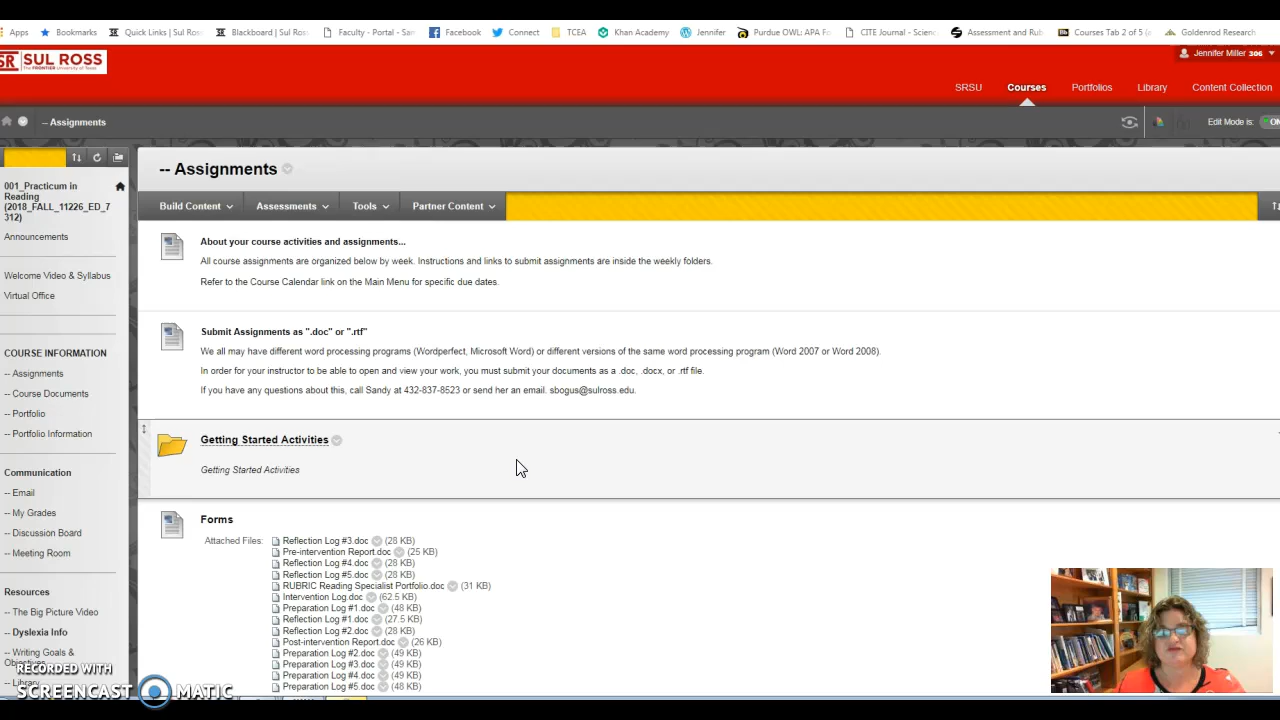 Apps Bookmarks Quick Links | Sul Ros Blackboard | Sul Ros Faculty - Portal - San Facebook Connect TCEA Khan Academy Jennifer Purdue OWL: APA Fo CITE Journal - Scienc Assessment and Rub Courses Tab 2 of 5 (a Goldenrod Research
SR SUL ROSS
Jennifer Miller 306
SRSU Courses Portfolios Library Content Collection
-- Assignments
Edit Mode is: ON
001_Practicum in
Reading
(2018_FALL_11226_ED_7
312)
Announcements
Welcome Video & Syllabus
Virtual Office
COURSE INFORMATION
-- Assignments
-- Course Documents
-- Portfolio
-- Portfolio Information
Communication
-- Email
-- My Grades
-- Discussion Board
-- Meeting Room
Resources
-- The Big Picture Video
-- Dyslexia Info
-- Writing Goals &
Objectives
-- Library
-- Assignments
Build Content Assessments Tools Partner Content
About your course activities and assignments...
All course assignments are organized below by week. Instructions and links to submit assignments are inside the weekly folders.
Refer to the Course Calendar link on the Main Menu for specific due dates.
Submit Assignments as ".doc" or ".rtf"
We all may have different word processing programs (Wordperfect, Microsoft Word) or different versions of the same word processing program (Word 2007 or Word 2008).
In order for your instructor to be able to open and view your work, you must submit your documents as a .doc, .docx, or .rtf file.
If you have any questions about this, call Sandy at 432-837-8523 or send her an email. sbogus@sulross.edu.
Getting Started Activities
Getting Started Activities
Forms
Attached Files: Reflection Log #3.doc (28 KB)
Pre-intervention Report.doc (25 KB)
Reflection Log #4.doc (28 KB)
Reflection Log #5.doc (28 KB)
RUBRIC Reading Specialist Portfolio.doc (31 KB)
Intervention Log.doc (62.5 KB)
Preparation Log #1.doc (48 KB)
Reflection Log #1.doc (27.5 KB)
Reflection Log #2.doc (28 KB)
Post-intervention Report.doc (26 KB)
Preparation Log #2.doc (49 KB)
Preparation Log #3.doc (49 KB)
Preparation Log #4.doc (49 KB)
Preparation Log #5.doc (48 KB)
RECORDED WITH
SCREENCAST MATIC